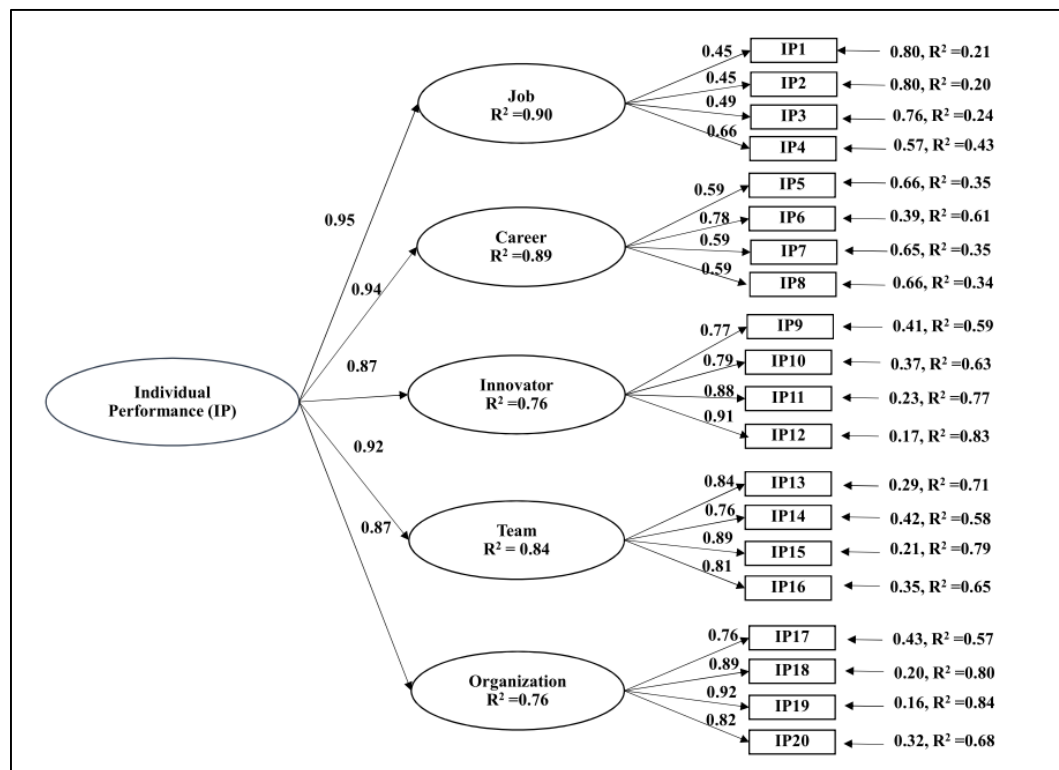 Individual
Performance (IP)
0.95
0.94
0.87
0.92
0.87
Job
R² =0.90
0.45
0.45
0.49
0.66
IP1
0.80, R² =0.21
IP2
0.80, R² =0.20
IP3
0.76, R² =0.24
IP4
0.57, R² =0.43
Career
R² =0.89
0.59
0.78
0.59
0.59
IP5
0.66, R² =0.35
IP6
0.39, R² =0.61
IP7
0.65, R² =0.35
IP8
0.66, R² =0.34
Innovator
R² =0.76
0.77
0.79
0.88
0.91
IP9
0.41, R² =0.59
IP10
0.37, R² =0.63
IP11
0.23, R² =0.77
IP12
0.17, R² =0.83
Team
R² = 0.84
0.84
0.76
0.89
0.81
IP13
0.29, R² =0.71
IP14
0.42, R² =0.58
IP15
0.21, R² =0.79
IP16
0.35, R² =0.65
Organization
R² =0.76
0.76
0.89
0.92
0.82
IP17
0.43, R² =0.57
IP18
0.20, R² =0.80
IP19
0.16, R² =0.84
IP20
0.32, R² =0.68